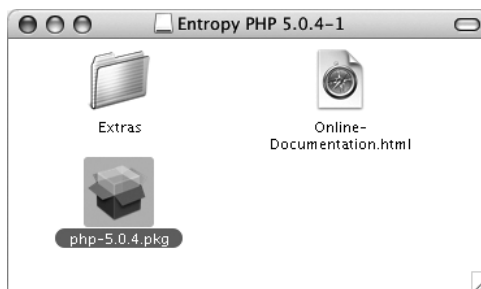 Entropy PHP 5.0.4-1
Extras
Online-
Documentation.html
php-5.0.4.pkg